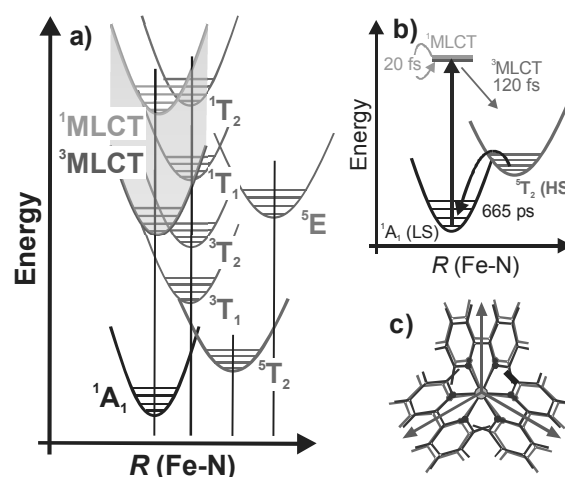 a)
¹MLCT
³MLCT
¹T₂
¹T₁
³T₂
³T₁
⁵E
⁵T₂
¹A₁
Energy
R (Fe-N)
b)
¹MLCT
20 fs
³MLCT
120 fs
⁵T₂ (HS
665 ps
¹A₁ (LS)
Energy
R (Fe-N)
c)